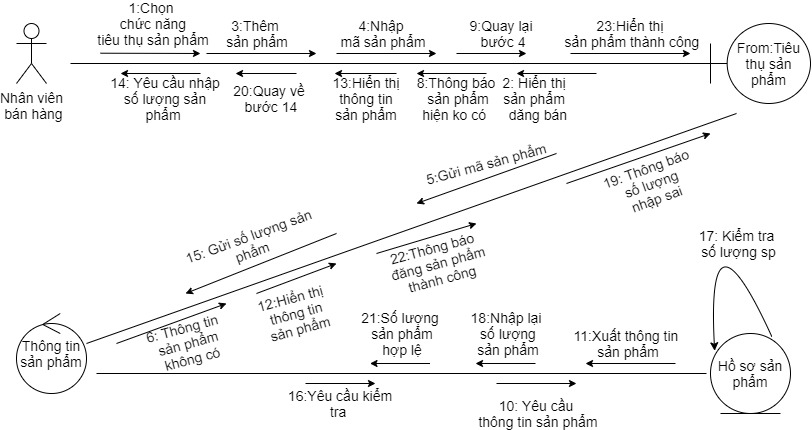 1:Chọn
chức năng
tiêu thụ sản phẩm
3:Thêm
sản phẩm
4:Nhập
mã sản phẩm
9:Quay lại
bước 4
23:Hiển thị
sản phẩm thành công
From:Tiêu
thụ sản
phẩm
Nhân viên
bán hàng
14: Yêu cầu nhập
số lượng sản
phẩm
20:Quay về
bước 14
13:Hiển thị
thông tin
sản phẩm
8:Thông báo
sản phẩm
hiện ko có
2: Hiển thị
sản phẩm
dăng bán
5:Gửi mã sản phẩm
19: Thông báo
số lượng
nhập sai
15: Gửi số lượng sản
phẩm
22:Thông báo
đăng sản phẩm
thành công
17: Kiểm tra
số lượng sp
12:Hiển thị
thông tin
sản phẩm
6: Thông tin
sản phẩm
không có
Thông tin
sản phẩm
21:Số lượng
sản phẩm
hợp lệ
18:Nhập lại
số lượng
sản phẩm
11:Xuất thông tin
sản phẩm
Hồ sơ sản
phẩm
16:Yêu cầu kiểm
tra
10: Yêu cầu
thông tin sản phẩm